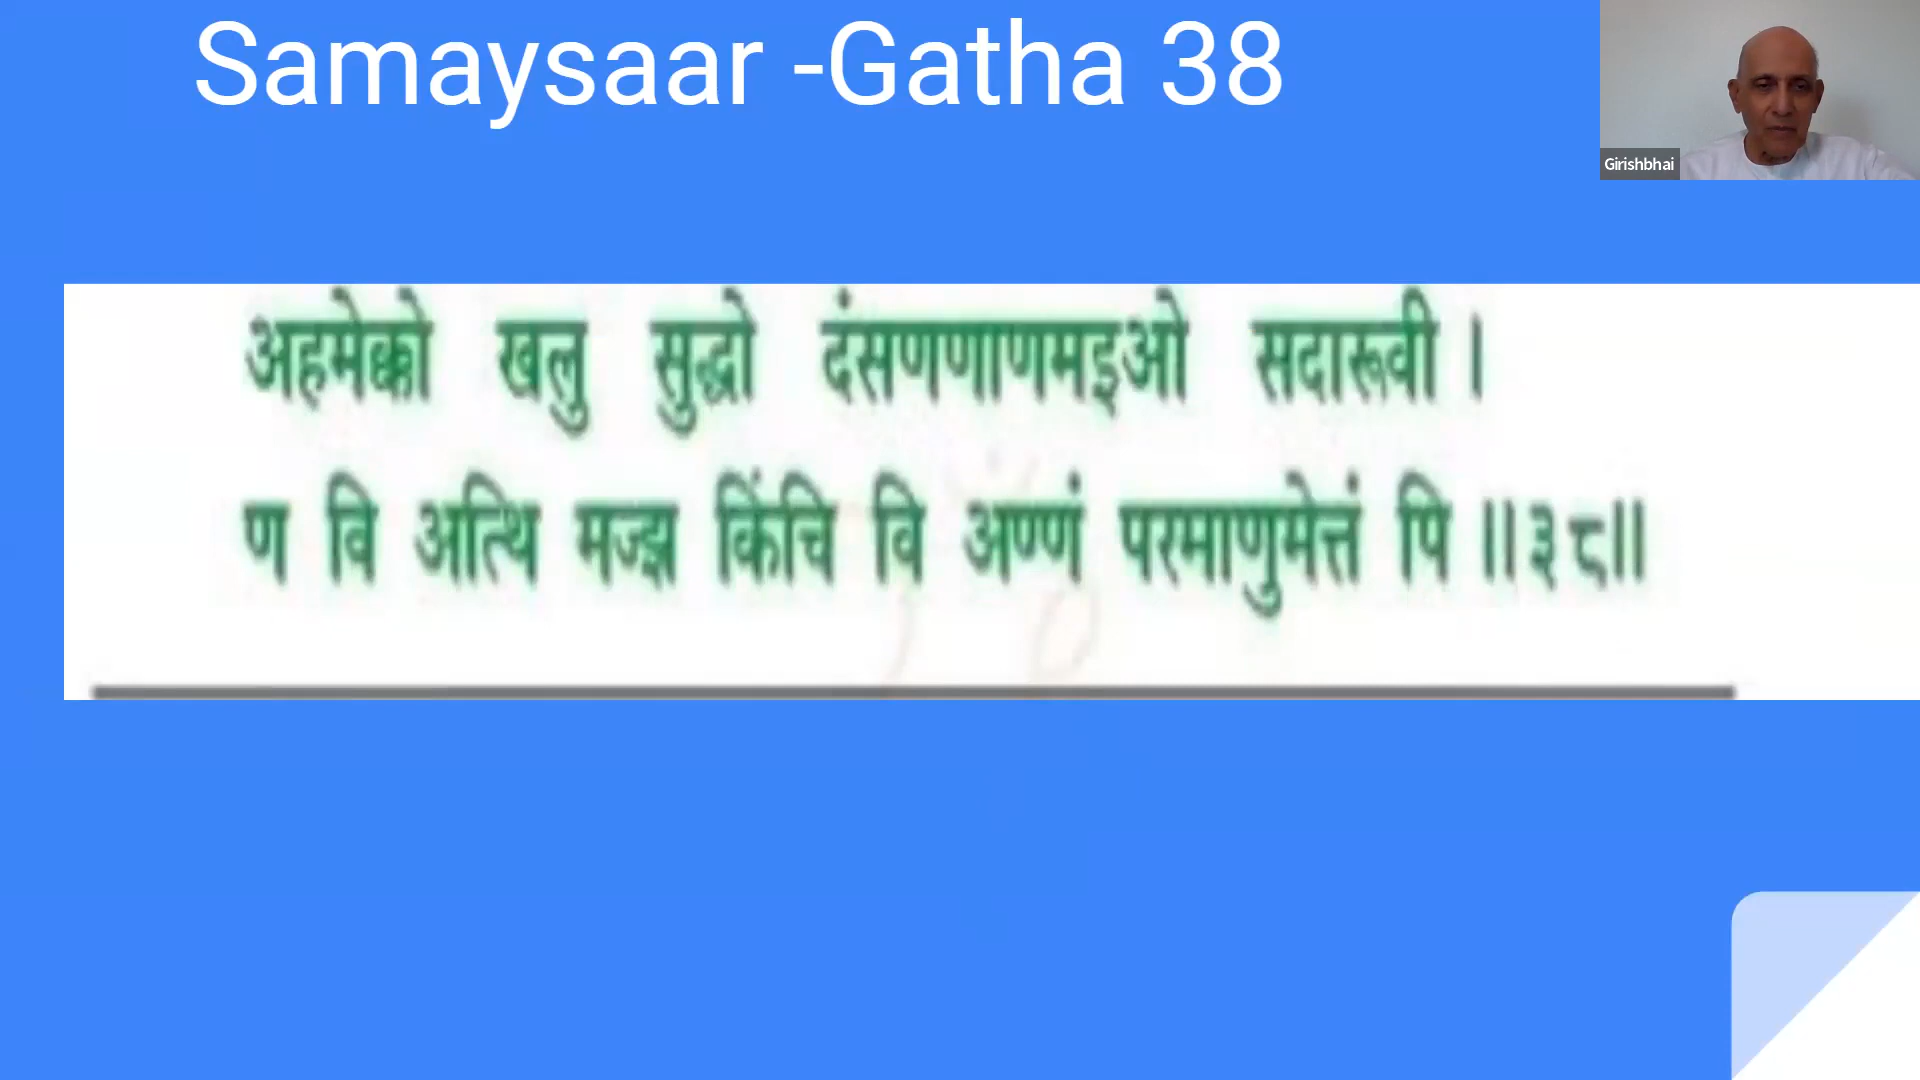 Samaysaar -Gatha 38
Girishbhai
अहमेक्को खलु सुद्धो दंसणणाणमइओ सदारूवी ।
ण वि अत्थि मज्झ किंचि वि अण्णं परमाणुमेत्तं पि ॥३८॥